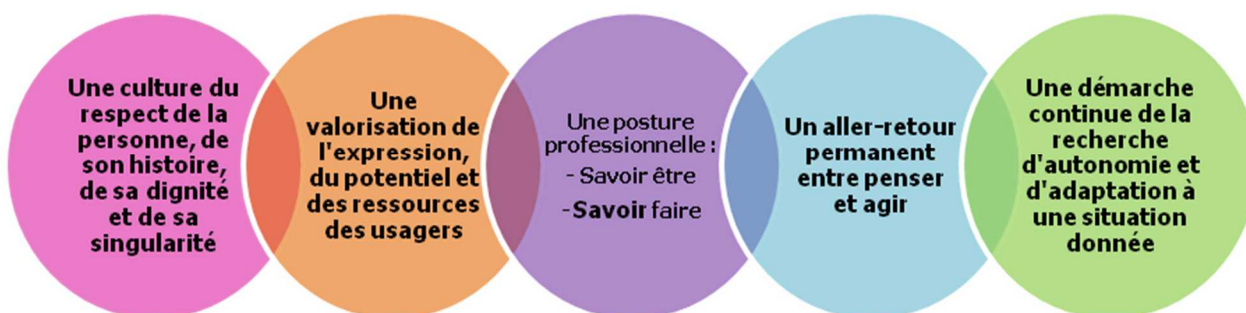 Une culture du
respect de la
personne, de
son histoire,
de sa dignité
et de sa
singularité
Une
valorisation de
l'expression,
du potentiel et
des ressources
des usagers
Une posture
professionnelle :
- Savoir être
-Savoir faire
Un aller-retour
permanent
entre penser
et agir
Une démarche
continue de la
recherche
d'autonomie et
d'adaptation à
une situation
donnée